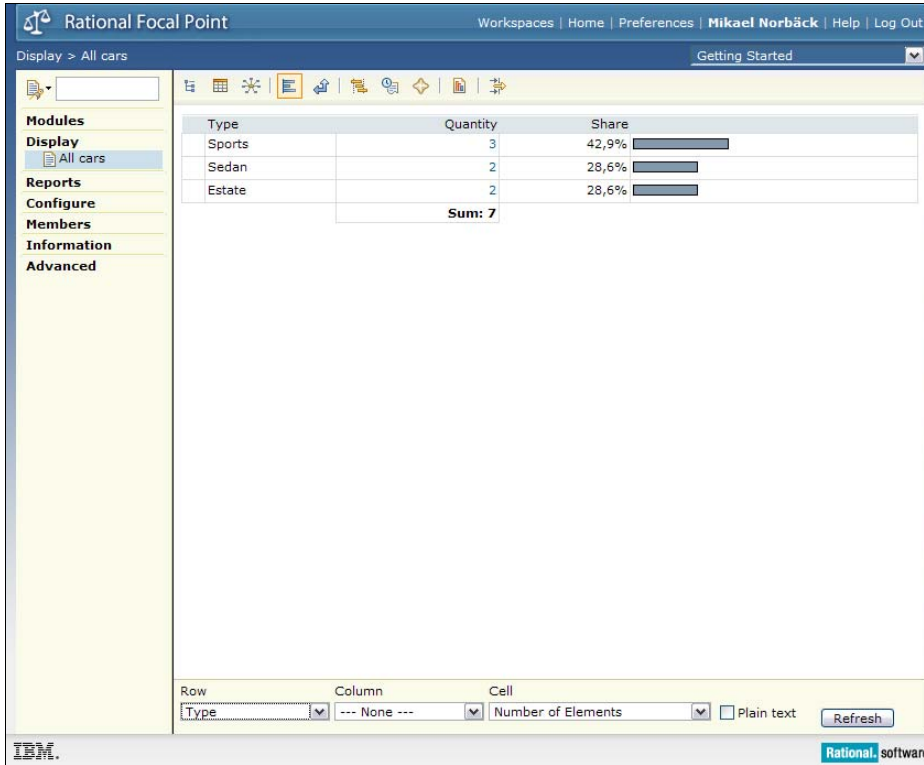 Rational Focal Point
Workspaces | Home | Preferences | Mikael Norbäck | Help | Log Out
Display > All cars
Getting Started
Modules
Display
All cars
Reports
Configure
Members
Information
Advanced
Type Quantity Share
Sports 3 42,9%
Sedan 2 28,6%
Estate 2 28,6%
Sum: 7
Row Column Cell
Type --- None --- Number of Elements Plain text Refresh
IBM.
Rational. software